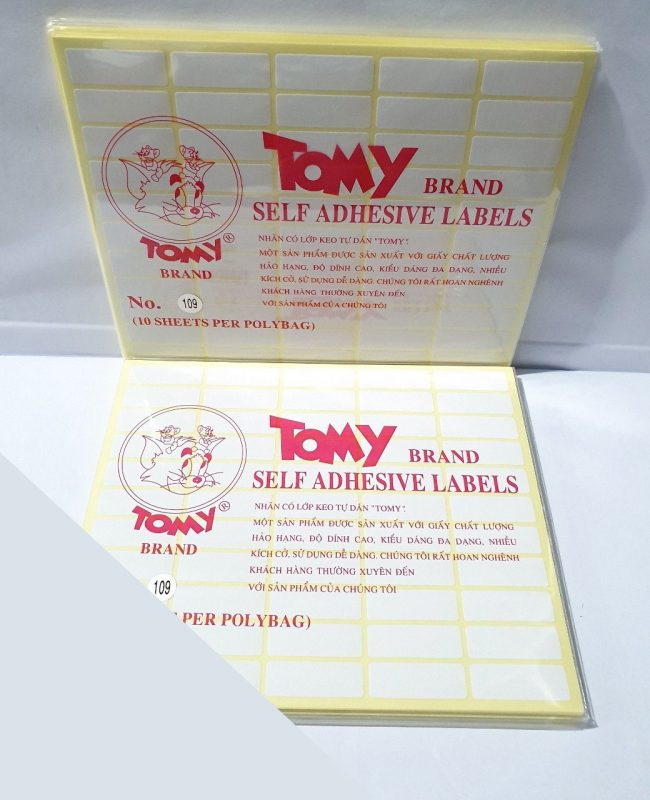 TOMY BRAND
SELF ADHESIVE LABELS
TOMY®
BRAND
NHÃN CÓ LỚP KEO TỰ DÁN "TOMY".
MỘT SẢN PHẨM ĐƯỢC SẢN XUẤT VỚI GIẤY CHẤT LƯỢNG
HẢO HẠNG, ĐỘ DÍNH CAO, KIỂU DÁNG ĐA DẠNG, NHIỀU
KÍCH CỠ. SỬ DỤNG DỄ DÀNG. CHÚNG TÔI RẤT HOAN NGHÊNH
KHÁCH HÀNG THƯỜNG XUYÊN ĐẾN
VỚI SẢN PHẨM CỦA CHÚNG TÔI
No. 109
(10 SHEETS PER POLYBAG)
TOMY BRAND
SELF ADHESIVE LABELS
TOMY®
BRAND
NHÃN CÓ LỚP KEO TỰ DÁN "TOMY".
MỘT SẢN PHẨM ĐƯỢC SẢN XUẤT VỚI GIẤY CHẤT LƯỢNG
HẢO HẠNG, ĐỘ DÍNH CAO, KIỂU DÁNG ĐA DẠNG, NHIỀU
KÍCH CỠ. SỬ DỤNG DỄ DÀNG. CHÚNG TÔI RẤT HOAN NGHÊNH
KHÁCH HÀNG THƯỜNG XUYÊN ĐẾN
VỚI SẢN PHẨM CỦA CHÚNG TÔI
109
PER POLYBAG)